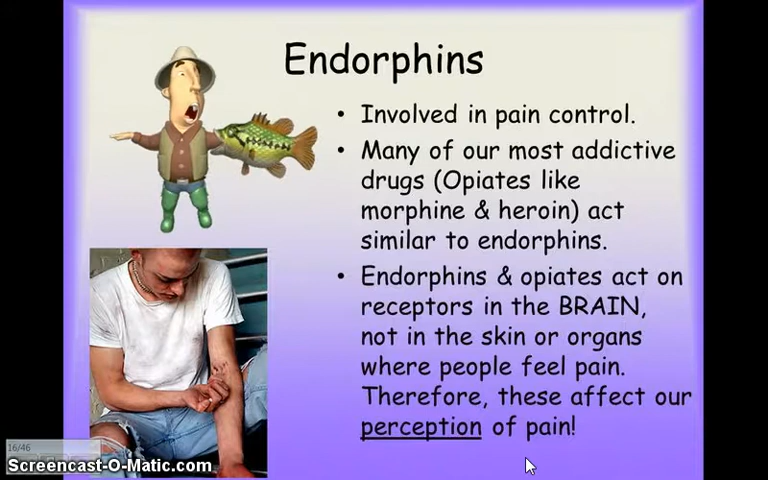 Endorphins
• Involved in pain control.
• Many of our most addictive
drugs (Opiates like
morphine & heroin) act
similar to endorphins.
• Endorphins & opiates act on
receptors in the BRAIN,
not in the skin or organs
where people feel pain.
Therefore, these affect our
perception of pain!
16/46
Screencast-O-Matic.com